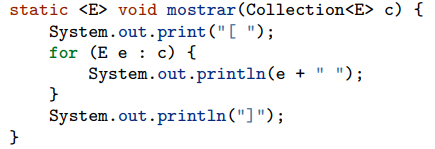 static <E> void mostrar(Collection<E> c) {
    System.out.print("[ ");
    for (E e : c) {
        System.out.println(e + " ");
    }
    System.out.println("]");
}